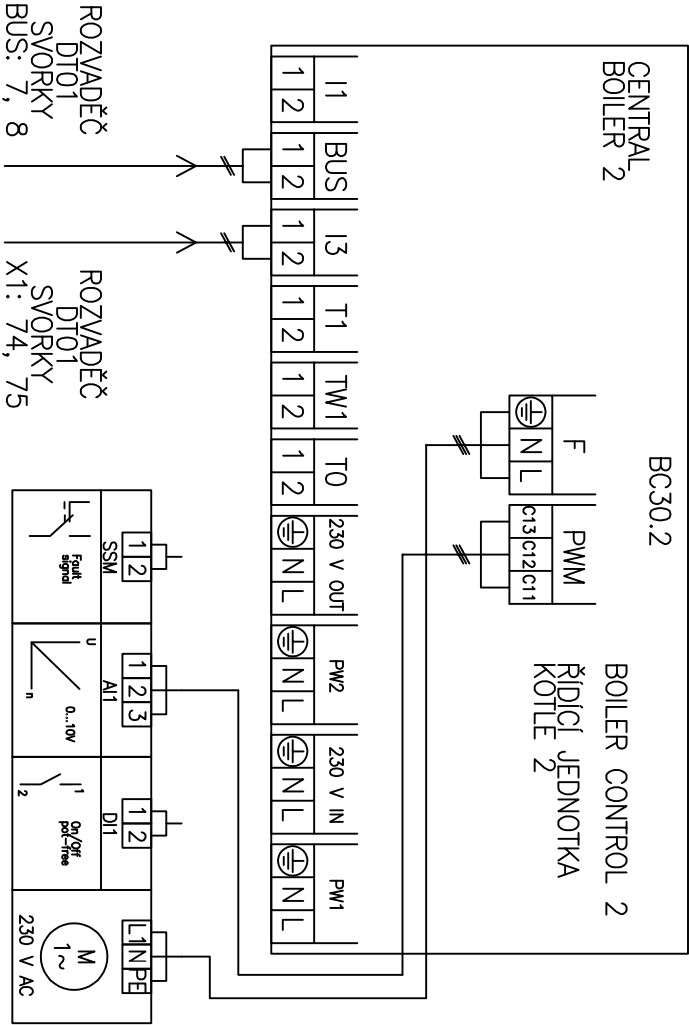 CENTRAL
BOILER 2
BC30.2
BOILER CONTROL 2
ŘÍDÍCÍ JEDNOTKA
KOTLE 2
F
N L
PWM
C13 C12 C11
I1
1 2
BUS
1 2
I3
1 2
T1
1 2
TW1
1 2
T0
1 2
230 V OUT
N L
PW2
N L
230 V IN
N L
PW1
N L
ROZVADĚČ
DT01
SVORKY
BUS: 7, 8
ROZVADĚČ
DT01
SVORKY
X1: 74, 75
1 2
SSM
Fault
signal
1 2 3
AI1
U
n
0...10V
1 2
DI1
1
2
On/Off
pot-free
L1 N PE
M
1~
230 V AC